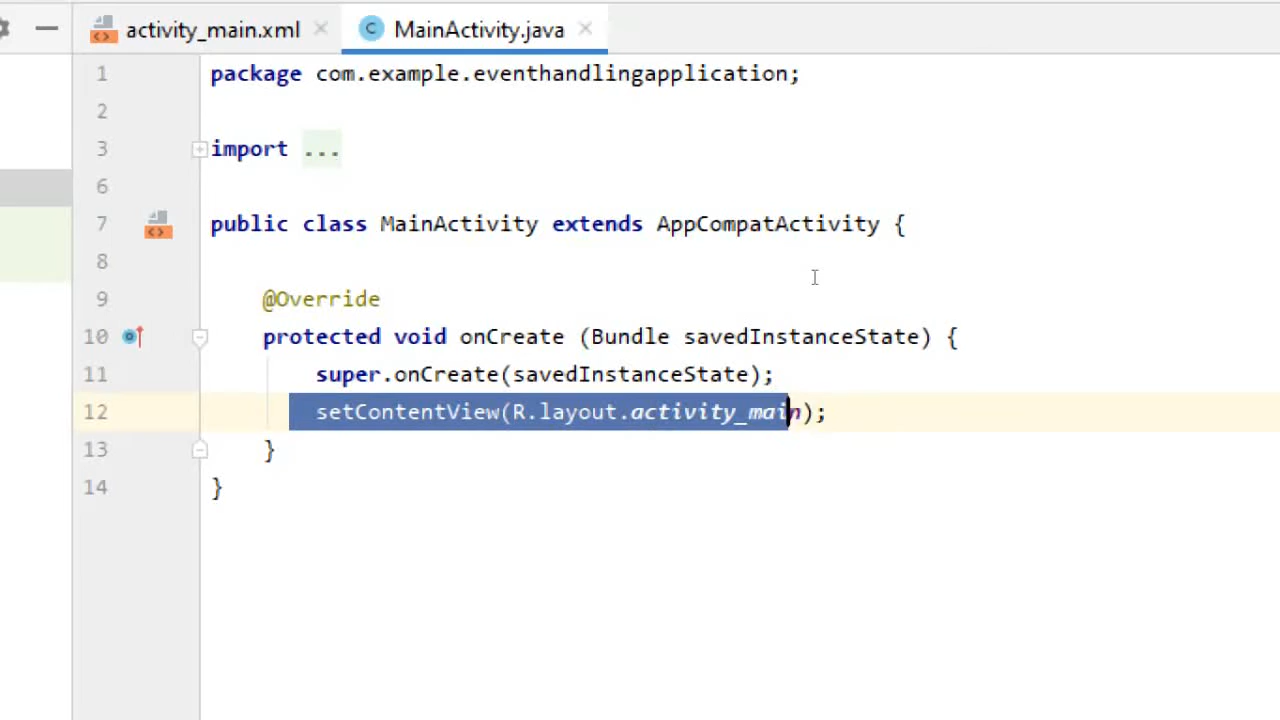 activity_main.xml
MainActivity.java
1 package com.example.eventhandlingapplication;
2
3 import ...
6
7 public class MainActivity extends AppCompatActivity {
8
9 @Override
10 protected void onCreate (Bundle savedInstanceState) {
11 super.onCreate(savedInstanceState);
12 setContentView(R.layout.activity_main);
13 }
14 }